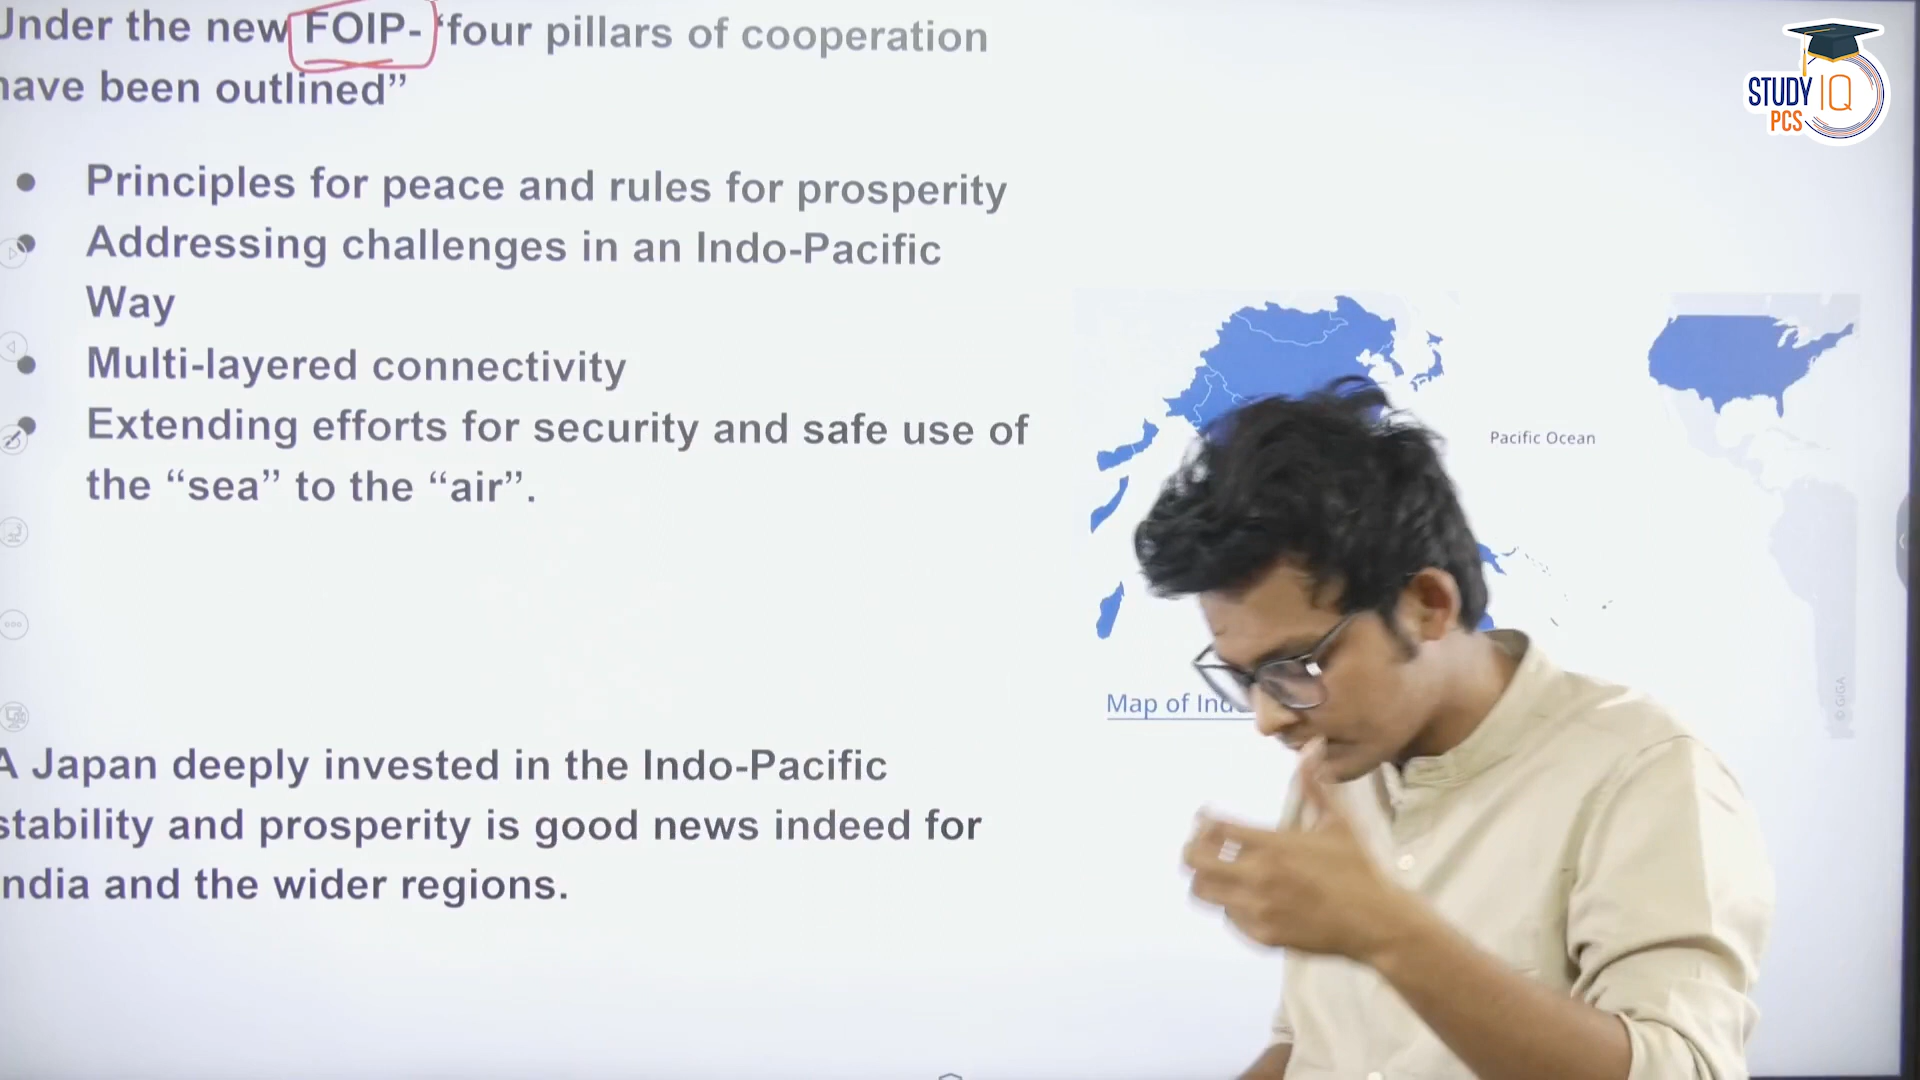 Under the new FOIP- ‘four pillars of cooperation
have been outlined”
• Principles for peace and rules for prosperity
• Addressing challenges in an Indo-Pacific
Way
• Multi-layered connectivity
• Extending efforts for security and safe use of
the “sea” to the “air”.
A Japan deeply invested in the Indo-Pacific
stability and prosperity is good news indeed for
India and the wider regions.
Pacific Ocean
Map of
© GIGA
STUDY IQ
PCS